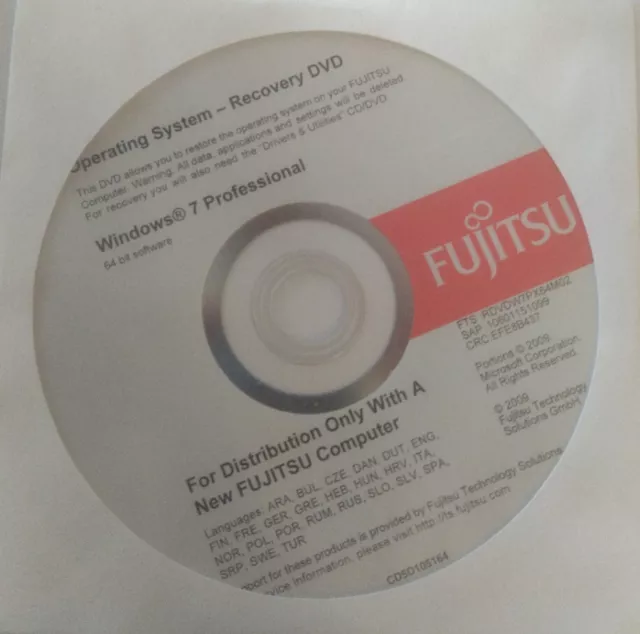 Operating System – Recovery DVD
This DVD allows you to restore the operating system on your FUJITSU
Computer. Warning. All data, applications and settings will be deleted.
For recovery you will also need the "Drivers & Utilities" CD/DVD
Windows® 7 Professional
64 bit software
FUJITSU
FTS RDVDW7PX64M02
SAP 10601151099
CRC:EFE8B437
Portions © 2009
Microsoft Corporation.
All Rights Reserved.
© 2009
Fujitsu Technology
Solutions GmbH
For Distribution Only With A
New FUJITSU Computer
Languages: ARA, BUL, CZE, DAN, DUT, ENG,
FIN, FRE, GER, GRE, HEB, HUN, HRV, ITA,
NOR, POL, POR, RUM, RUS, SLO, SLV, SPA,
SRP, SWE, TUR
port for these products is provided by Fujitsu Technology Solutions
vice information, please visit http://ts.fujitsu.com
CDSD105164